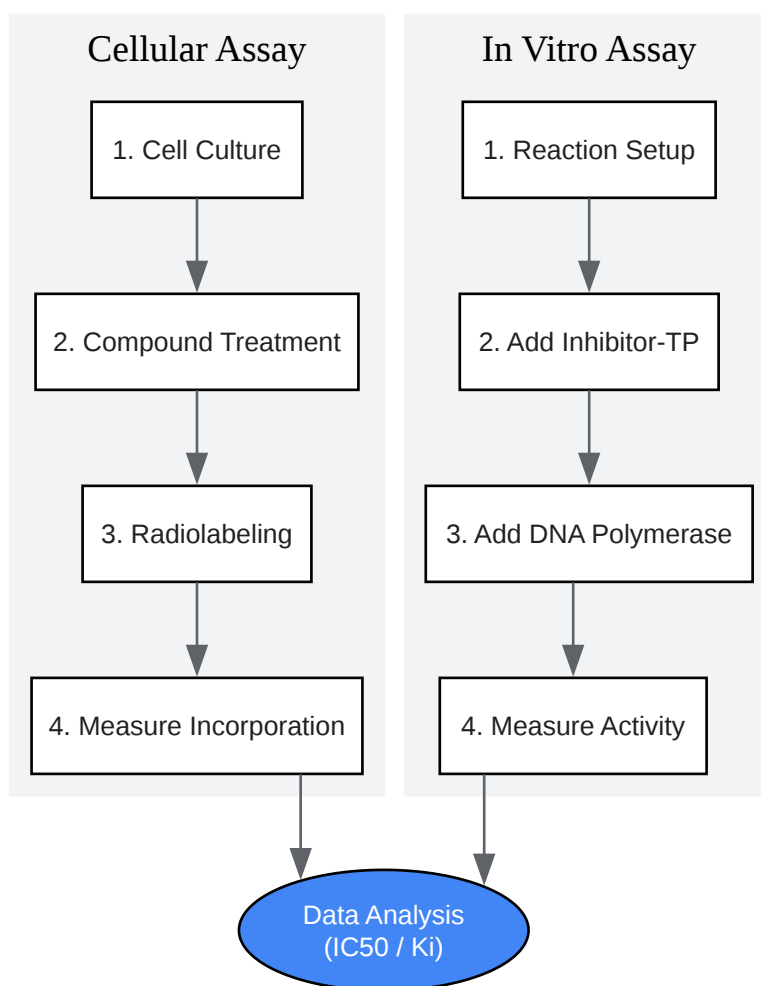 Cellular Assay
1. Cell Culture
2. Compound Treatment
3. Radiolabeling
4. Measure Incorporation
In Vitro Assay
1. Reaction Setup
2. Add Inhibitor-TP
3. Add DNA Polymerase
4. Measure Activity
Data Analysis
(IC50 / Ki)